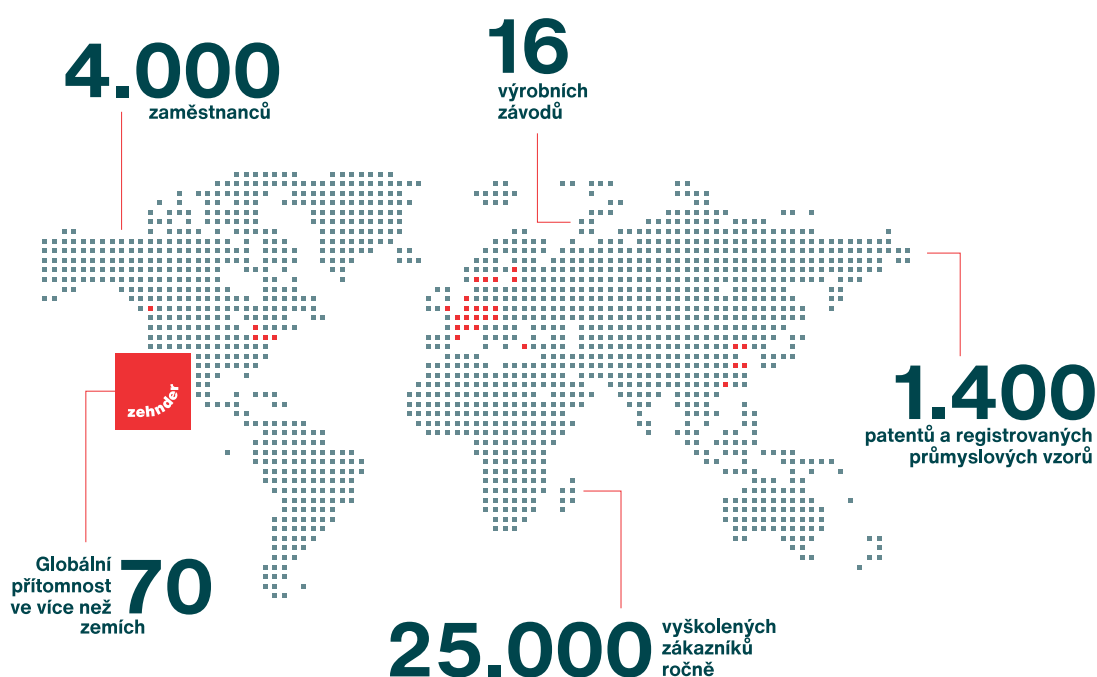 4.000
zaměstnanců
16
výrobních
závodů
zehnder
1.400
patentů a registrovaných
průmyslových vzorů
Globální
přítomnost
ve více než
70
zemích
25.000
vyškolených
zákazníků
ročně